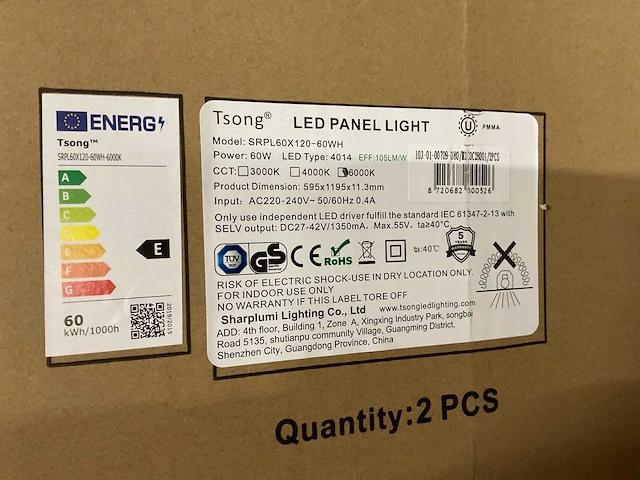 ENERG
Tsong™
SRPL60X120-60WH-6000K
A
B
C
D
E
F
G
E
60
kWh/1000h
2019/2015
Tsong® LED PANEL LIGHT
PMMA
Model: SRPL60X120-60WH
Power: 60W LED Type: 4014 EFF:105LM/W
CCT: 3000K 4000K 6000K
Product Dimension: 595x1195x11.3mm
Input: AC220-240V~ 50/60Hz 0.4A
8 720682 000526
Only use independent LED driver fulfill the standard IEC 61347-2-13 with
SELV output: DC27-42V/1350mA. Max.55V. ta≥40°C
TÜV GS CE RoHS ta:40°C 5
RISK OF ELECTRIC SHOCK-USE IN DRY LOCATION ONLY.
FOR INDOOR USE ONLY
NO WARRANTY IF THIS LABEL TORE OFF
Sharplumi Lighting Co., Ltd www.tsongledlighting.com
ADD: 4th floor, Building 1, Zone A, Xingxing Industry Park, songbai
Road 5135, shutianpu community Village, Guangming District,
Shenzhen City, Guangdong Province, China
Quantity:2 PCS